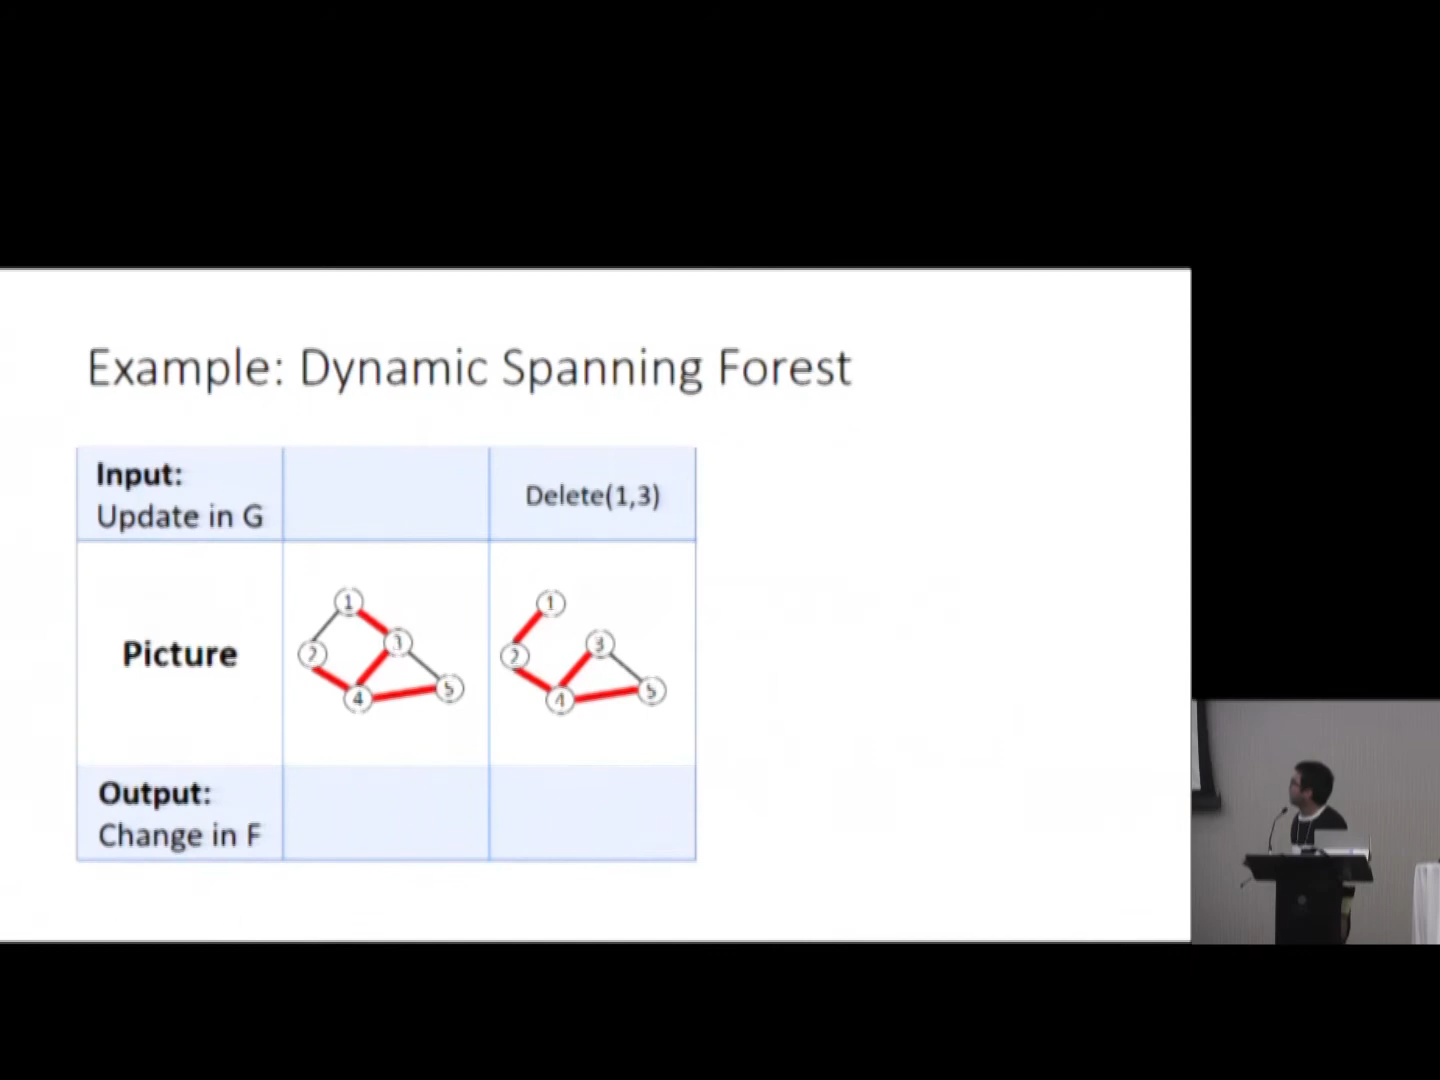 Example: Dynamic Spanning Forest
Input:
Update in G
Delete(1,3)
Picture
1
2
3
4
5
1
2
3
4
5
Output:
Change in F